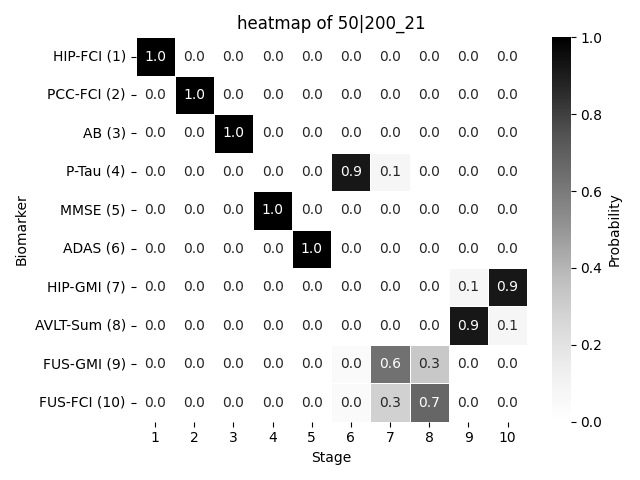 heatmap of 50|200_21
HIP-FCI (1) 1.0 0.0 0.0 0.0 0.0 0.0 0.0 0.0 0.0 0.0
PCC-FCI (2) 0.0 1.0 0.0 0.0 0.0 0.0 0.0 0.0 0.0 0.0
AB (3) 0.0 0.0 1.0 0.0 0.0 0.0 0.0 0.0 0.0 0.0
P-Tau (4) 0.0 0.0 0.0 0.0 0.0 0.9 0.1 0.0 0.0 0.0
MMSE (5) 0.0 0.0 0.0 1.0 0.0 0.0 0.0 0.0 0.0 0.0
ADAS (6) 0.0 0.0 0.0 0.0 1.0 0.0 0.0 0.0 0.0 0.0
HIP-GMI (7) 0.0 0.0 0.0 0.0 0.0 0.0 0.0 0.0 0.1 0.9
AVLT-Sum (8) 0.0 0.0 0.0 0.0 0.0 0.0 0.0 0.0 0.9 0.1
FUS-GMI (9) 0.0 0.0 0.0 0.0 0.0 0.0 0.6 0.3 0.0 0.0
FUS-FCI (10) 0.0 0.0 0.0 0.0 0.0 0.0 0.3 0.7 0.0 0.0
1 2 3 4 5 6 7 8 9 10
Stage
Biomarker
1.0
0.8
0.6
0.4
0.2
0.0
Probability